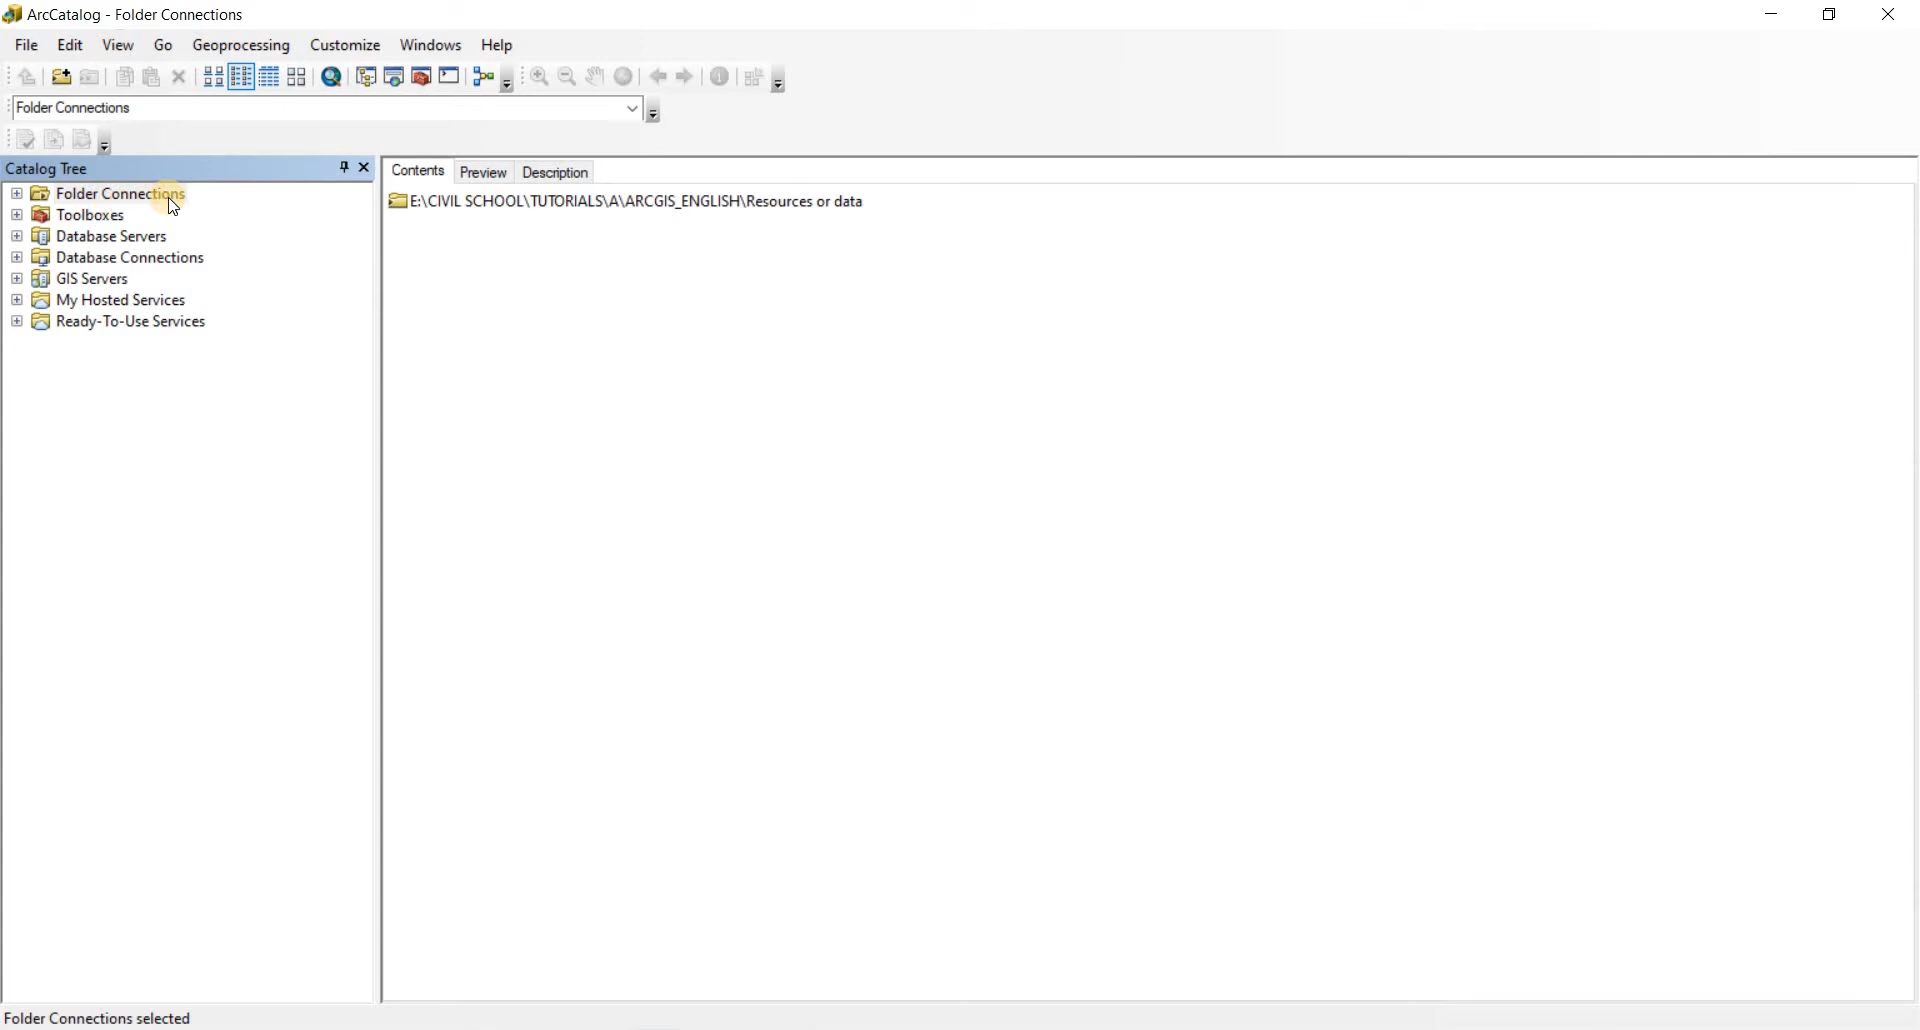 ArcCatalog - Folder Connections
File Edit View Go Geoprocessing Customize Windows Help
Folder Connections
Catalog Tree
Folder Connections
Toolboxes
Database Servers
Database Connections
GIS Servers
My Hosted Services
Ready-To-Use Services
Contents Preview Description
E:\CIVIL SCHOOL\TUTORIALS\A\ARCGIS_ENGLISH\Resources or data
Folder Connections selected